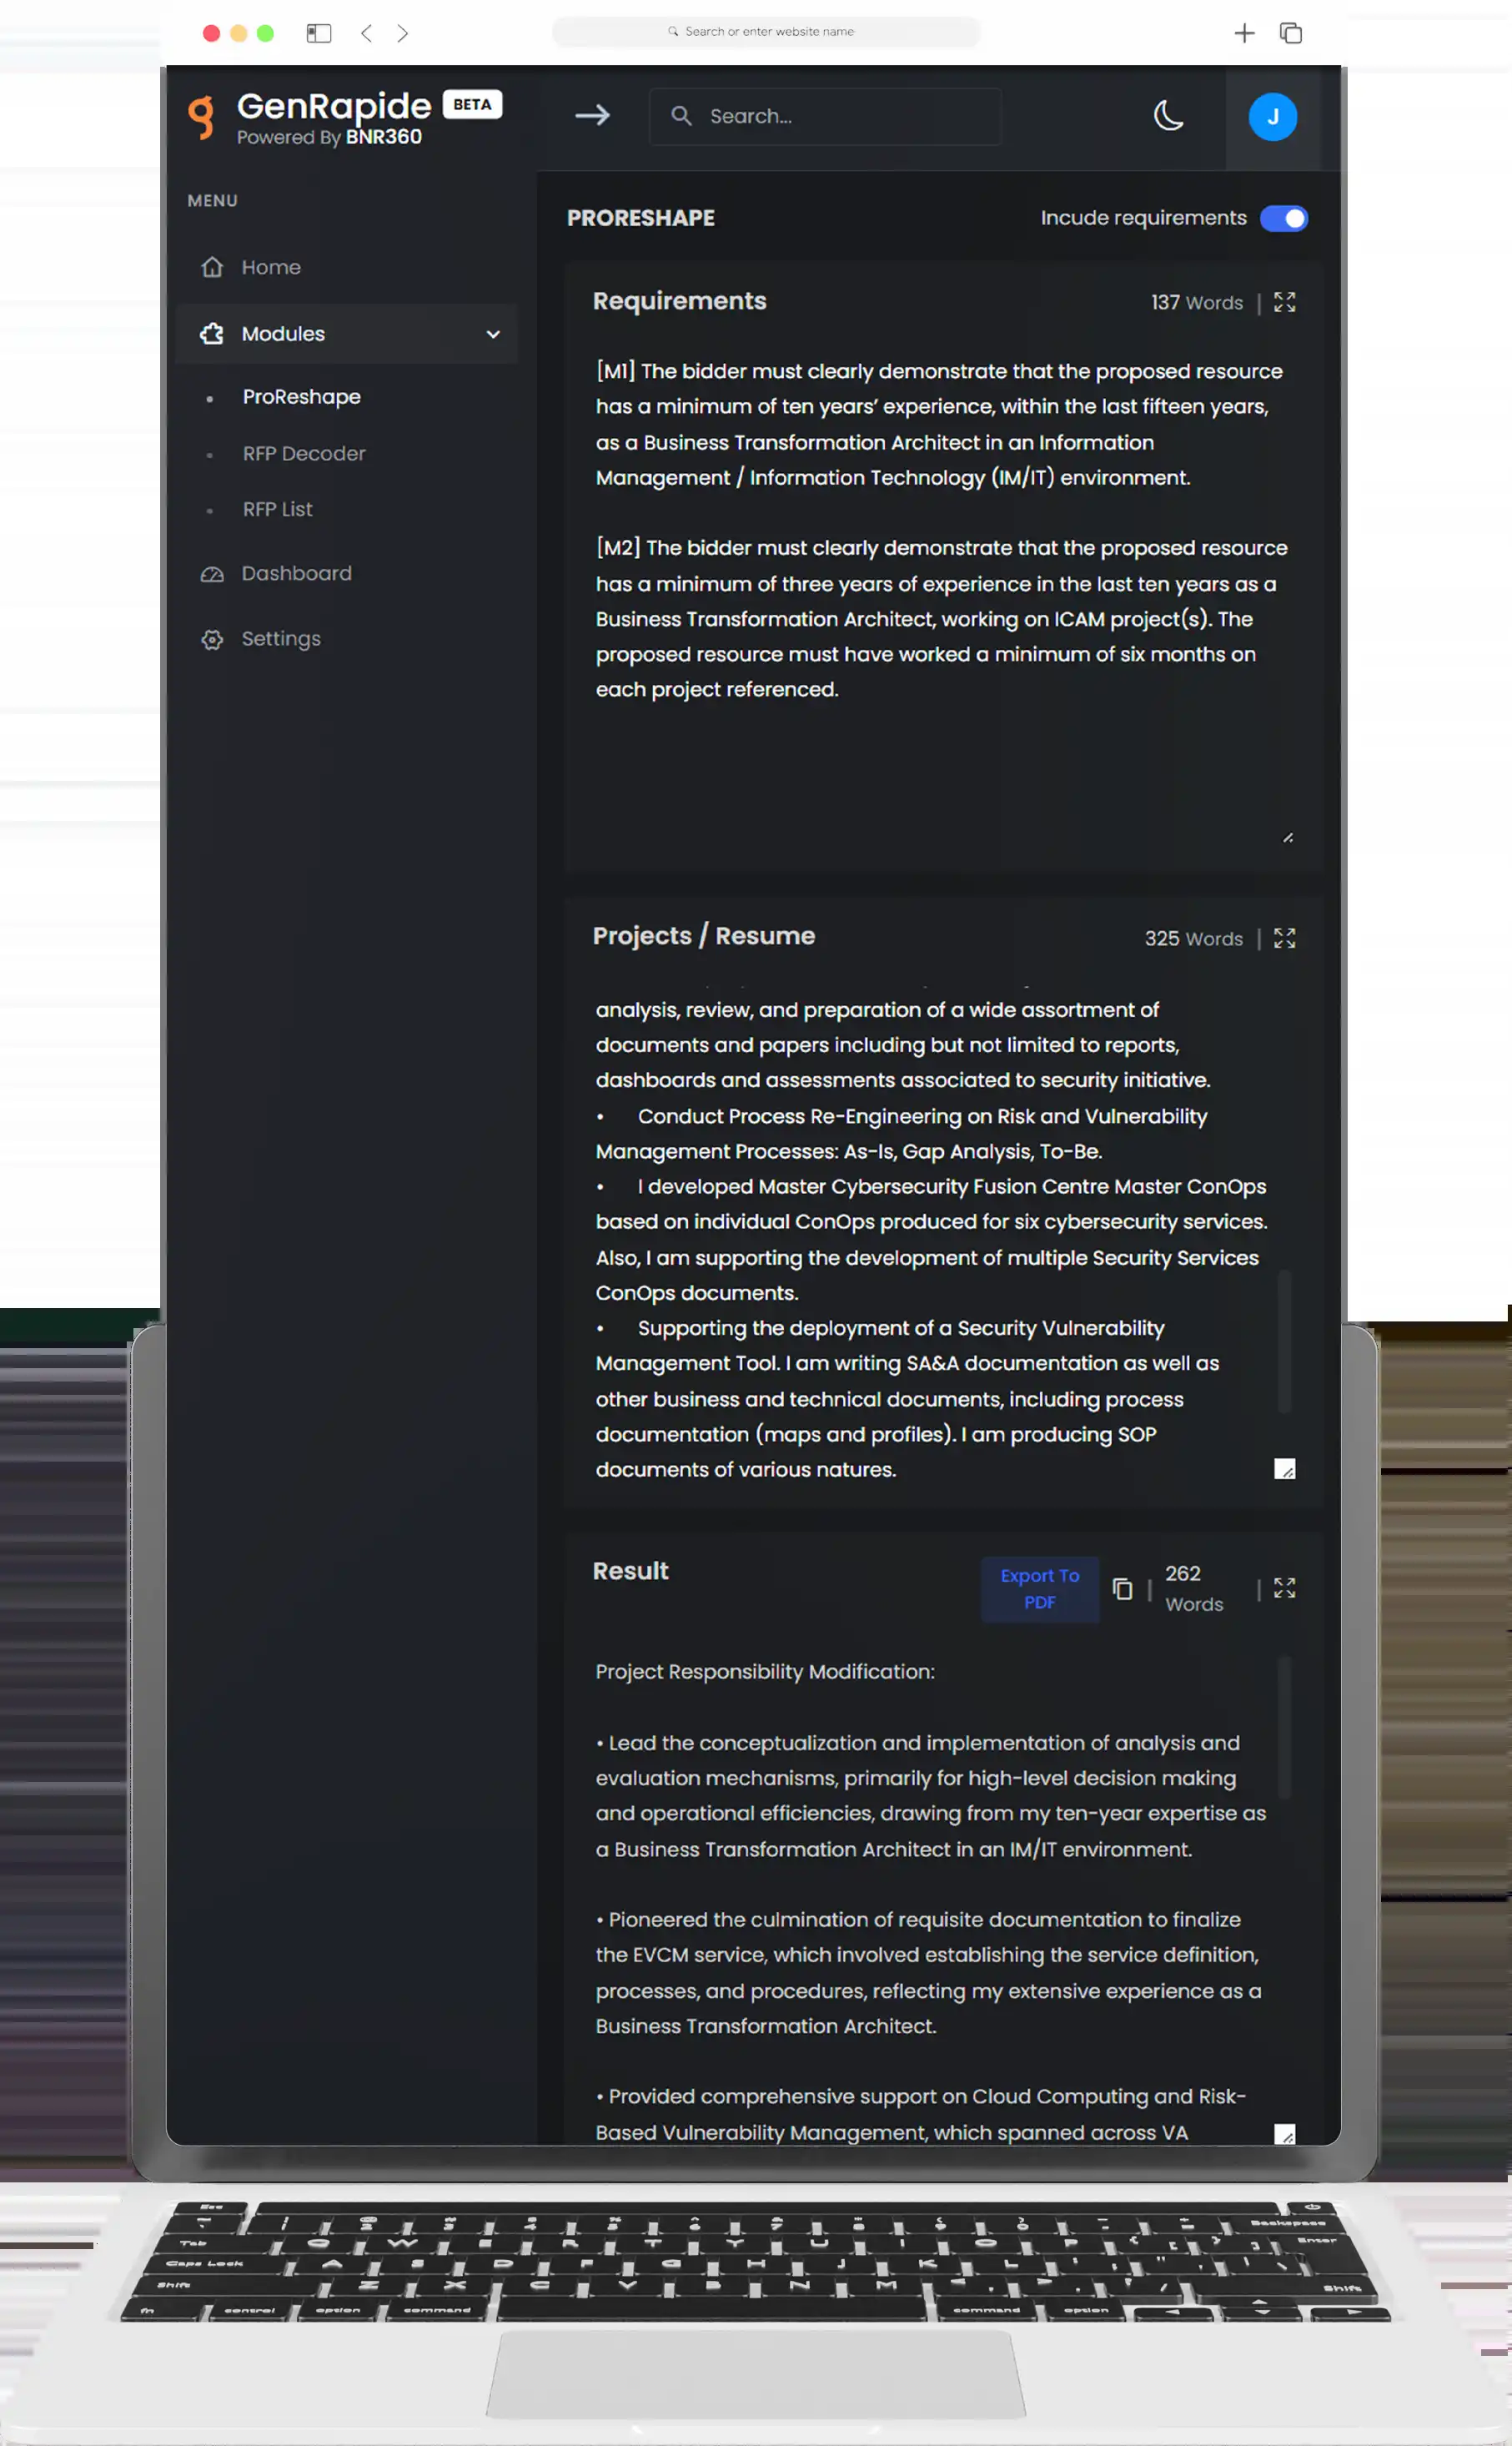 Search or enter website name
GenRapide BETA
Powered By BNR360
Search...
J
MENU
Home
Modules
ProReshape
RFP Decoder
RFP List
Dashboard
Settings
PRORESHAPE
Incude requirements
Requirements
137 Words
[M1] The bidder must clearly demonstrate that the proposed resource
has a minimum of ten years’ experience, within the last fifteen years,
as a Business Transformation Architect in an Information
Management / Information Technology (IM/IT) environment.
[M2] The bidder must clearly demonstrate that the proposed resource
has a minimum of three years of experience in the last ten years as a
Business Transformation Architect, working on ICAM project(s). The
proposed resource must have worked a minimum of six months on
each project referenced.
Projects / Resume
325 Words
analysis, review, and preparation of a wide assortment of
documents and papers including but not limited to reports,
dashboards and assessments associated to security initiative.
• Conduct Process Re-Engineering on Risk and Vulnerability
Management Processes: As-Is, Gap Analysis, To-Be.
• I developed Master Cybersecurity Fusion Centre Master ConOps
based on individual ConOps produced for six cybersecurity services.
Also, I am supporting the development of multiple Security Services
ConOps documents.
• Supporting the deployment of a Security Vulnerability
Management Tool. I am writing SA&A documentation as well as
other business and technical documents, including process
documentation (maps and profiles). I am producing SOP
documents of various natures.
Result
Export To
PDF
262
Words
Project Responsibility Modification:
• Lead the conceptualization and implementation of analysis and
evaluation mechanisms, primarily for high-level decision making
and operational efficiencies, drawing from my ten-year expertise as
a Business Transformation Architect in an IM/IT environment.
• Pioneered the culmination of requisite documentation to finalize
the EVCM service, which involved establishing the service definition,
processes, and procedures, reflecting my extensive experience as a
Business Transformation Architect.
• Provided comprehensive support on Cloud Computing and Risk-
Based Vulnerability Management, which spanned across VA
Esc
Backspace
Tab Q W E R T Y U I O P Enter
Caps Lock A S D F G H J K L
Shift Z X C V B N M Shift
fn control option command command option